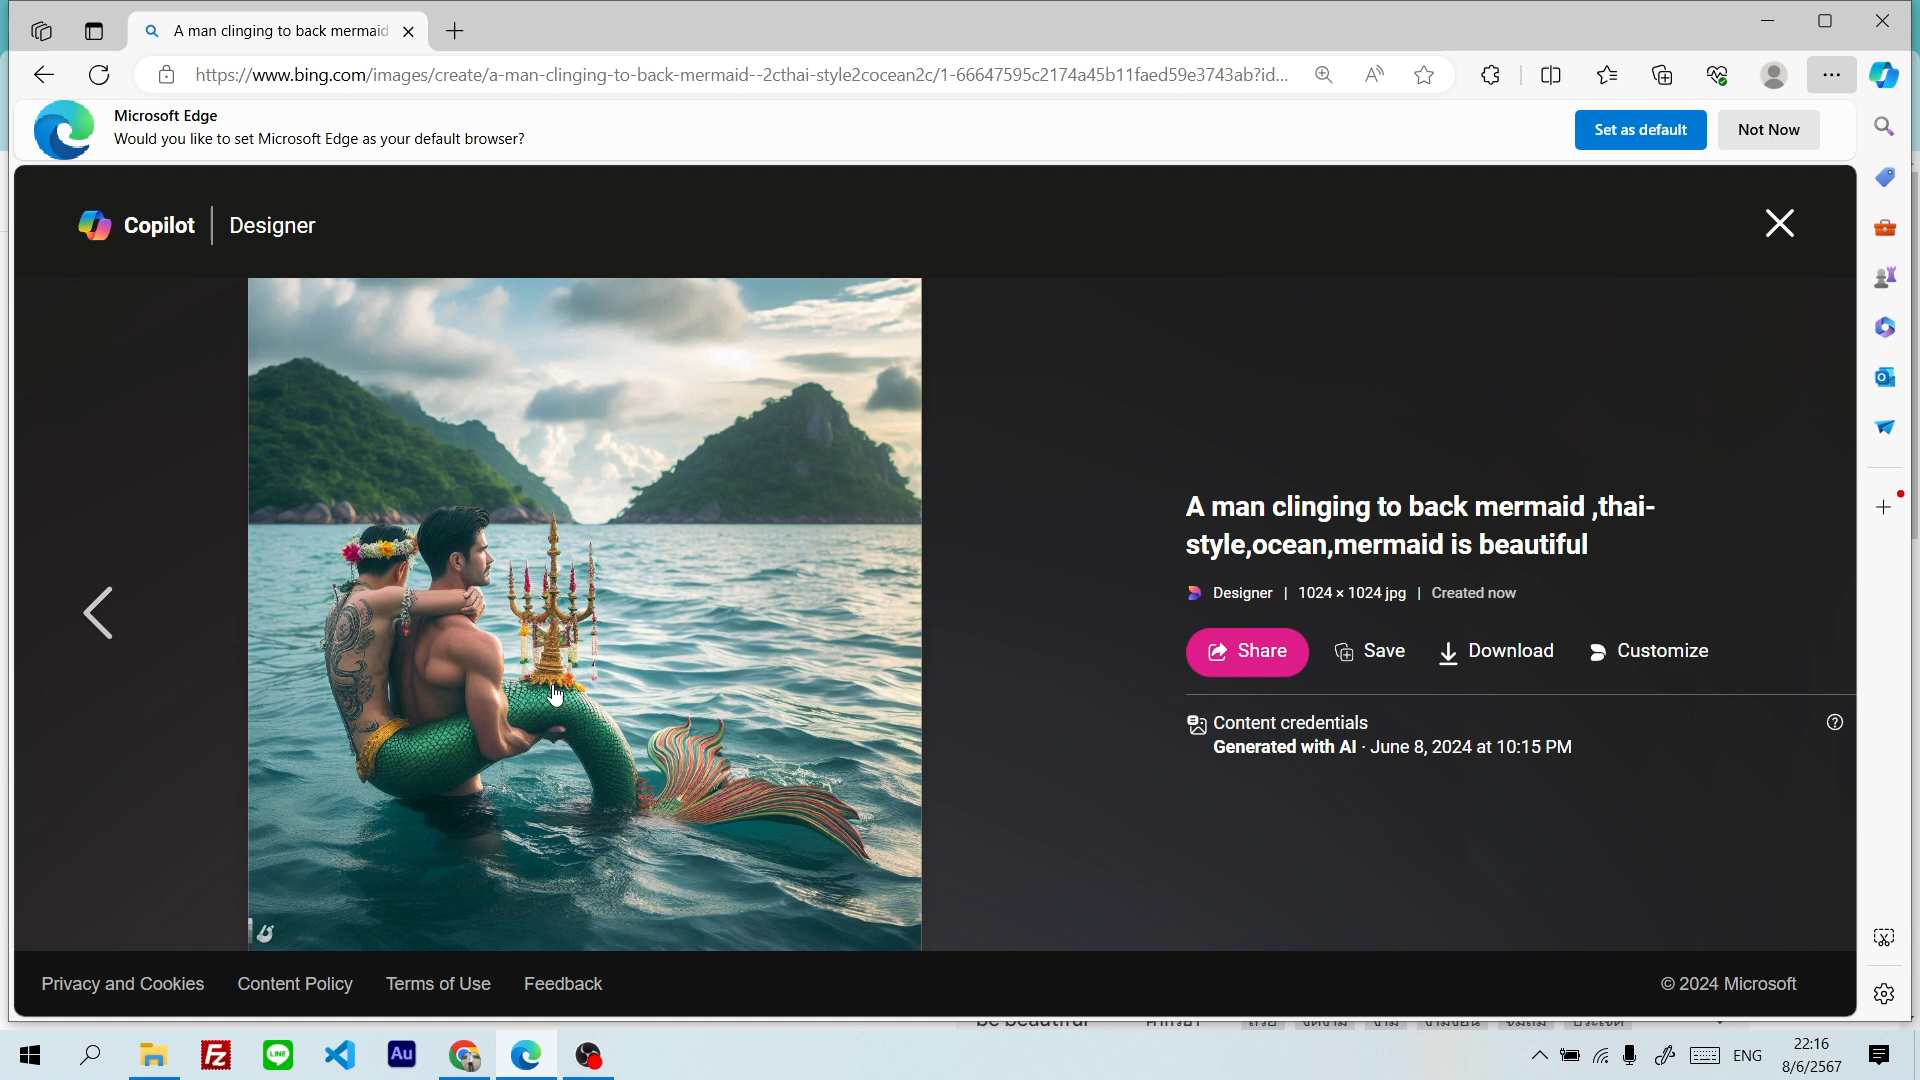 A man clinging to back mermaid
https://www.bing.com/images/create/a-man-clinging-to-back-mermaid--2cthai-style2cocean2c/1-66647595c2174a45b11faed59e3743ab?id...
Microsoft Edge
Would you like to set Microsoft Edge as your default browser?
Set as default
Not Now
Copilot
Designer
A man clinging to back mermaid ,thai-
style,ocean,mermaid is beautiful
Designer | 1024 × 1024 jpg | Created now
Share
Save
Download
Customize
Content credentials
Generated with AI · June 8, 2024 at 10:15 PM
Privacy and Cookies
Content Policy
Terms of Use
Feedback
© 2024 Microsoft
be beautiful
LINE
Au
ENG
22:16
8/6/2567